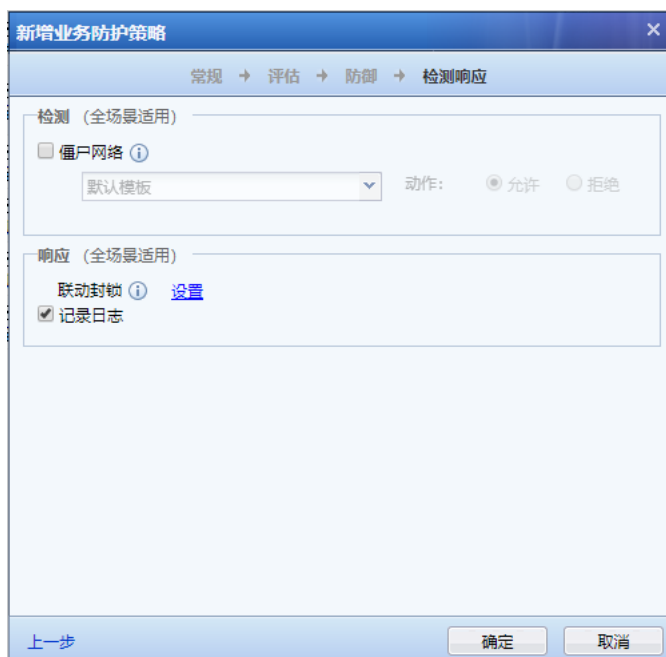 新增业务防护策略
常规 → 评估 → 防御 → 检测响应
检测 (全场景适用)
僵尸网络
默认模板 动作: 允许 拒绝
响应 (全场景适用)
联动封锁 设置
记录日志
上一步 确定 取消